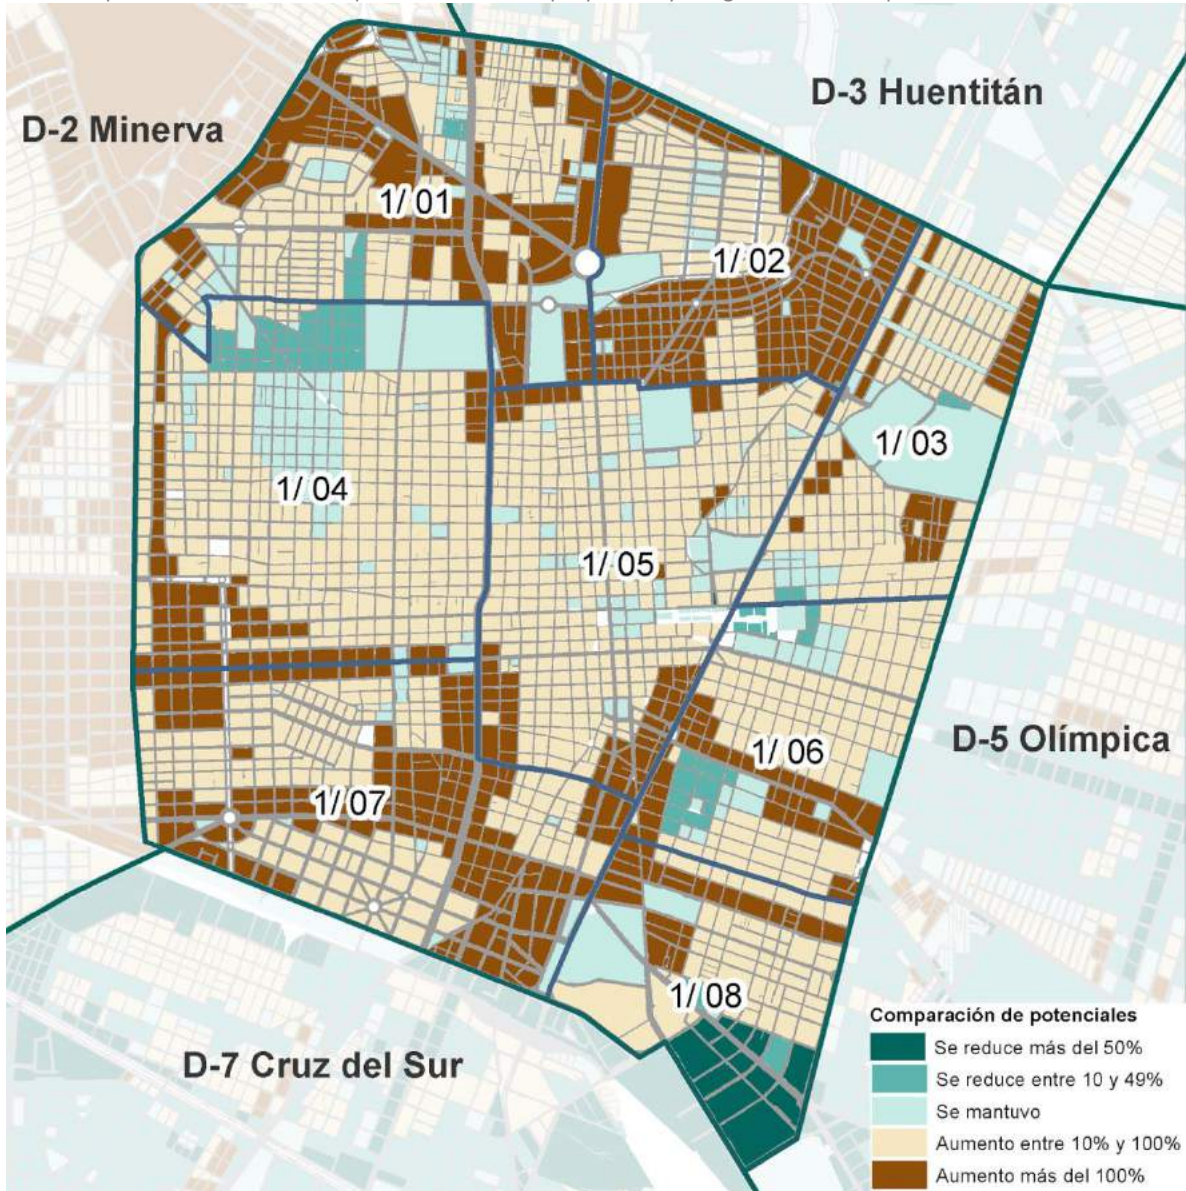 D-3 Huentitán
D-2 Minerva
1/ 01
1/ 02
1/ 03
1/ 04
1/ 05
D-5 Olímpica
1/ 06
1/ 07
1/ 08
D-7 Cruz del Sur
Comparación de potenciales
Se reduce más del 50%
Se reduce entre 10 y 49%
Se mantuvo
Aumento entre 10% y 100%
Aumento más del 100%